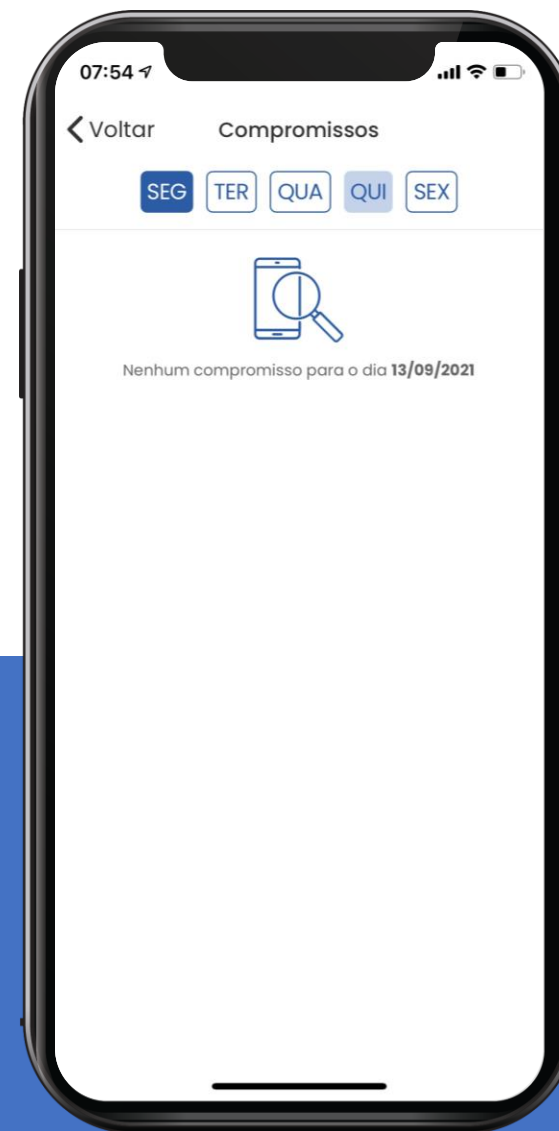 07:54
Voltar Compromissos
SEG TER QUA QUI SEX
Nenhum compromisso para o dia 13/09/2021